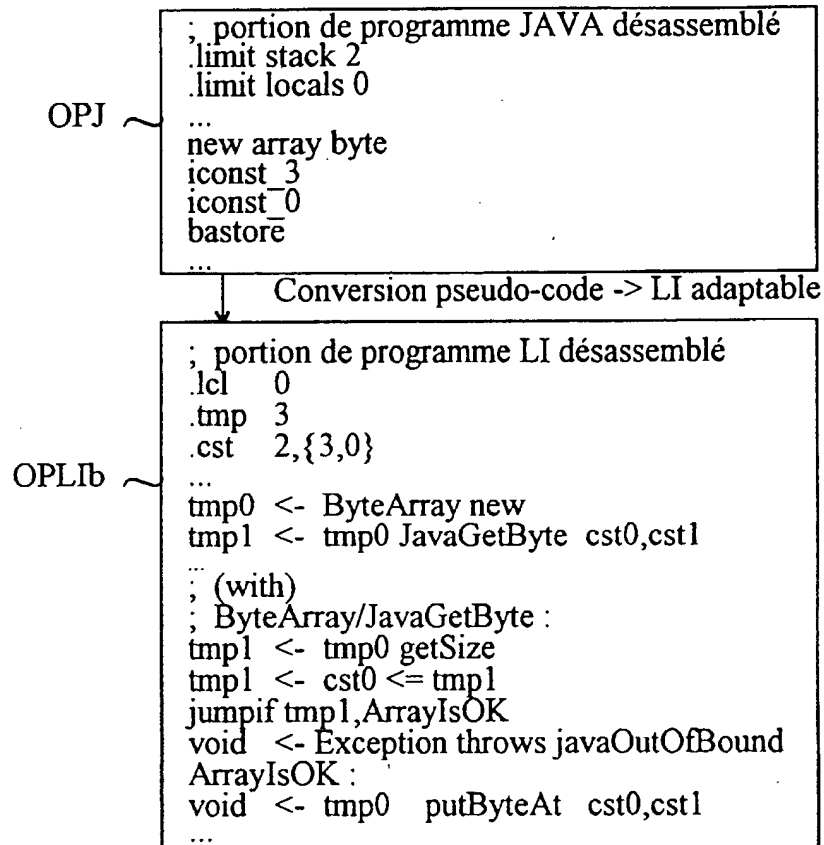 ; portion de programme JAVA désassemblé
.limit stack 2
.limit locals 0
OPJ
...
new array byte
iconst_3
iconst_0
bastore
...
Conversion pseudo-code -> LI adaptable
; portion de programme LI désassemblé
.lcl 0
.tmp 3
.cst 2,{3,0}
OPLIb
...
tmp0 <- ByteArray new
tmp1 <- tmp0 JavaGetByte cst0,cst1
...
; (with)
; ByteArray/JavaGetByte :
tmp1 <- tmp0 getSize
tmp1 <- cst0 <= tmp1
jumpif tmp1,ArrayIsOK
void <- Exception throws javaOutOfBound
ArrayIsOK :
void <- tmp0 putByteAt cst0,cst1
...